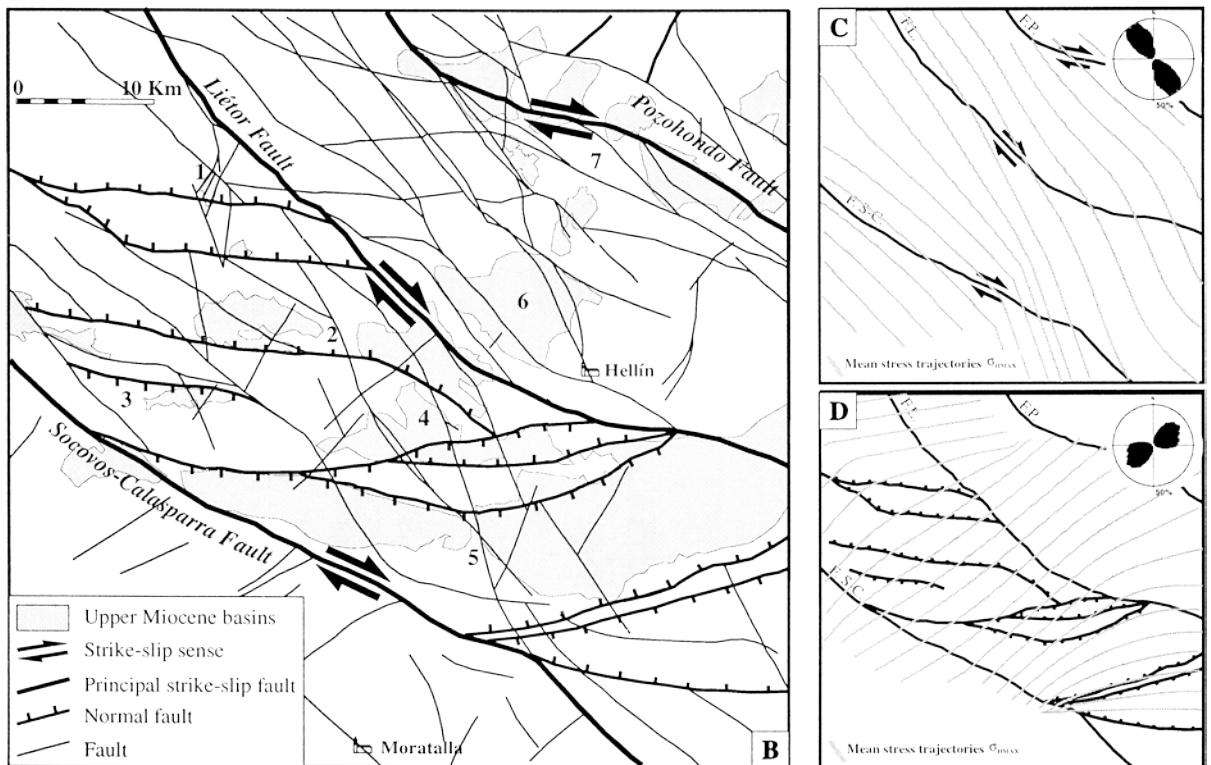 0 10 Km
Liétor Fault
Pozohondo Fault
1
7
6
2
Hellín
3
4
Socovos-Calasparra Fault
5
Upper Miocene basins
Strike-slip sense
Principal strike-slip fault
Normal fault
Fault
Moratalla
B
C
F.L.
F.P.
50%
F. S-C.
Mean stress trajectories σHMAX
D
F.L.
F.P.
N
50%
F. S-C.
Mean stress trajectories σHMAX